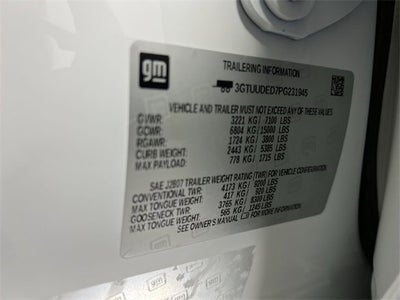 gm
TRAILERING INFORMATION
3GTUUDED7PG231945
VEHICLE AND TRAILER MUST NOT EXCEED ANY OF THESE VALUES
GVWR: 3221 KG/ 7100 LBS
GCWR: 6804 KG/15000 LBS
RGAWR: 1724 KG/ 3800 LBS
CURB WEIGHT: 2443 KG/ 5385 LBS
MAX PAYLOAD: 778 KG/ 1715 LBS
SAE J2807 TRAILER WEIGHT RATING (TWR) FOR VEHICLE CONFIGURATION
CONVENTIONAL TWR: 4173 KG/ 9200 LBS
MAX TONGUE WEIGHT: 417 KG/ 920 LBS
GOOSENECK TWR: 3765 KG/ 8300 LBS
MAX TONGUE WEIGHT: 565 KG/ 1245 LBS
SEE OWNER'S MANUAL FOR MORE INFORMATION